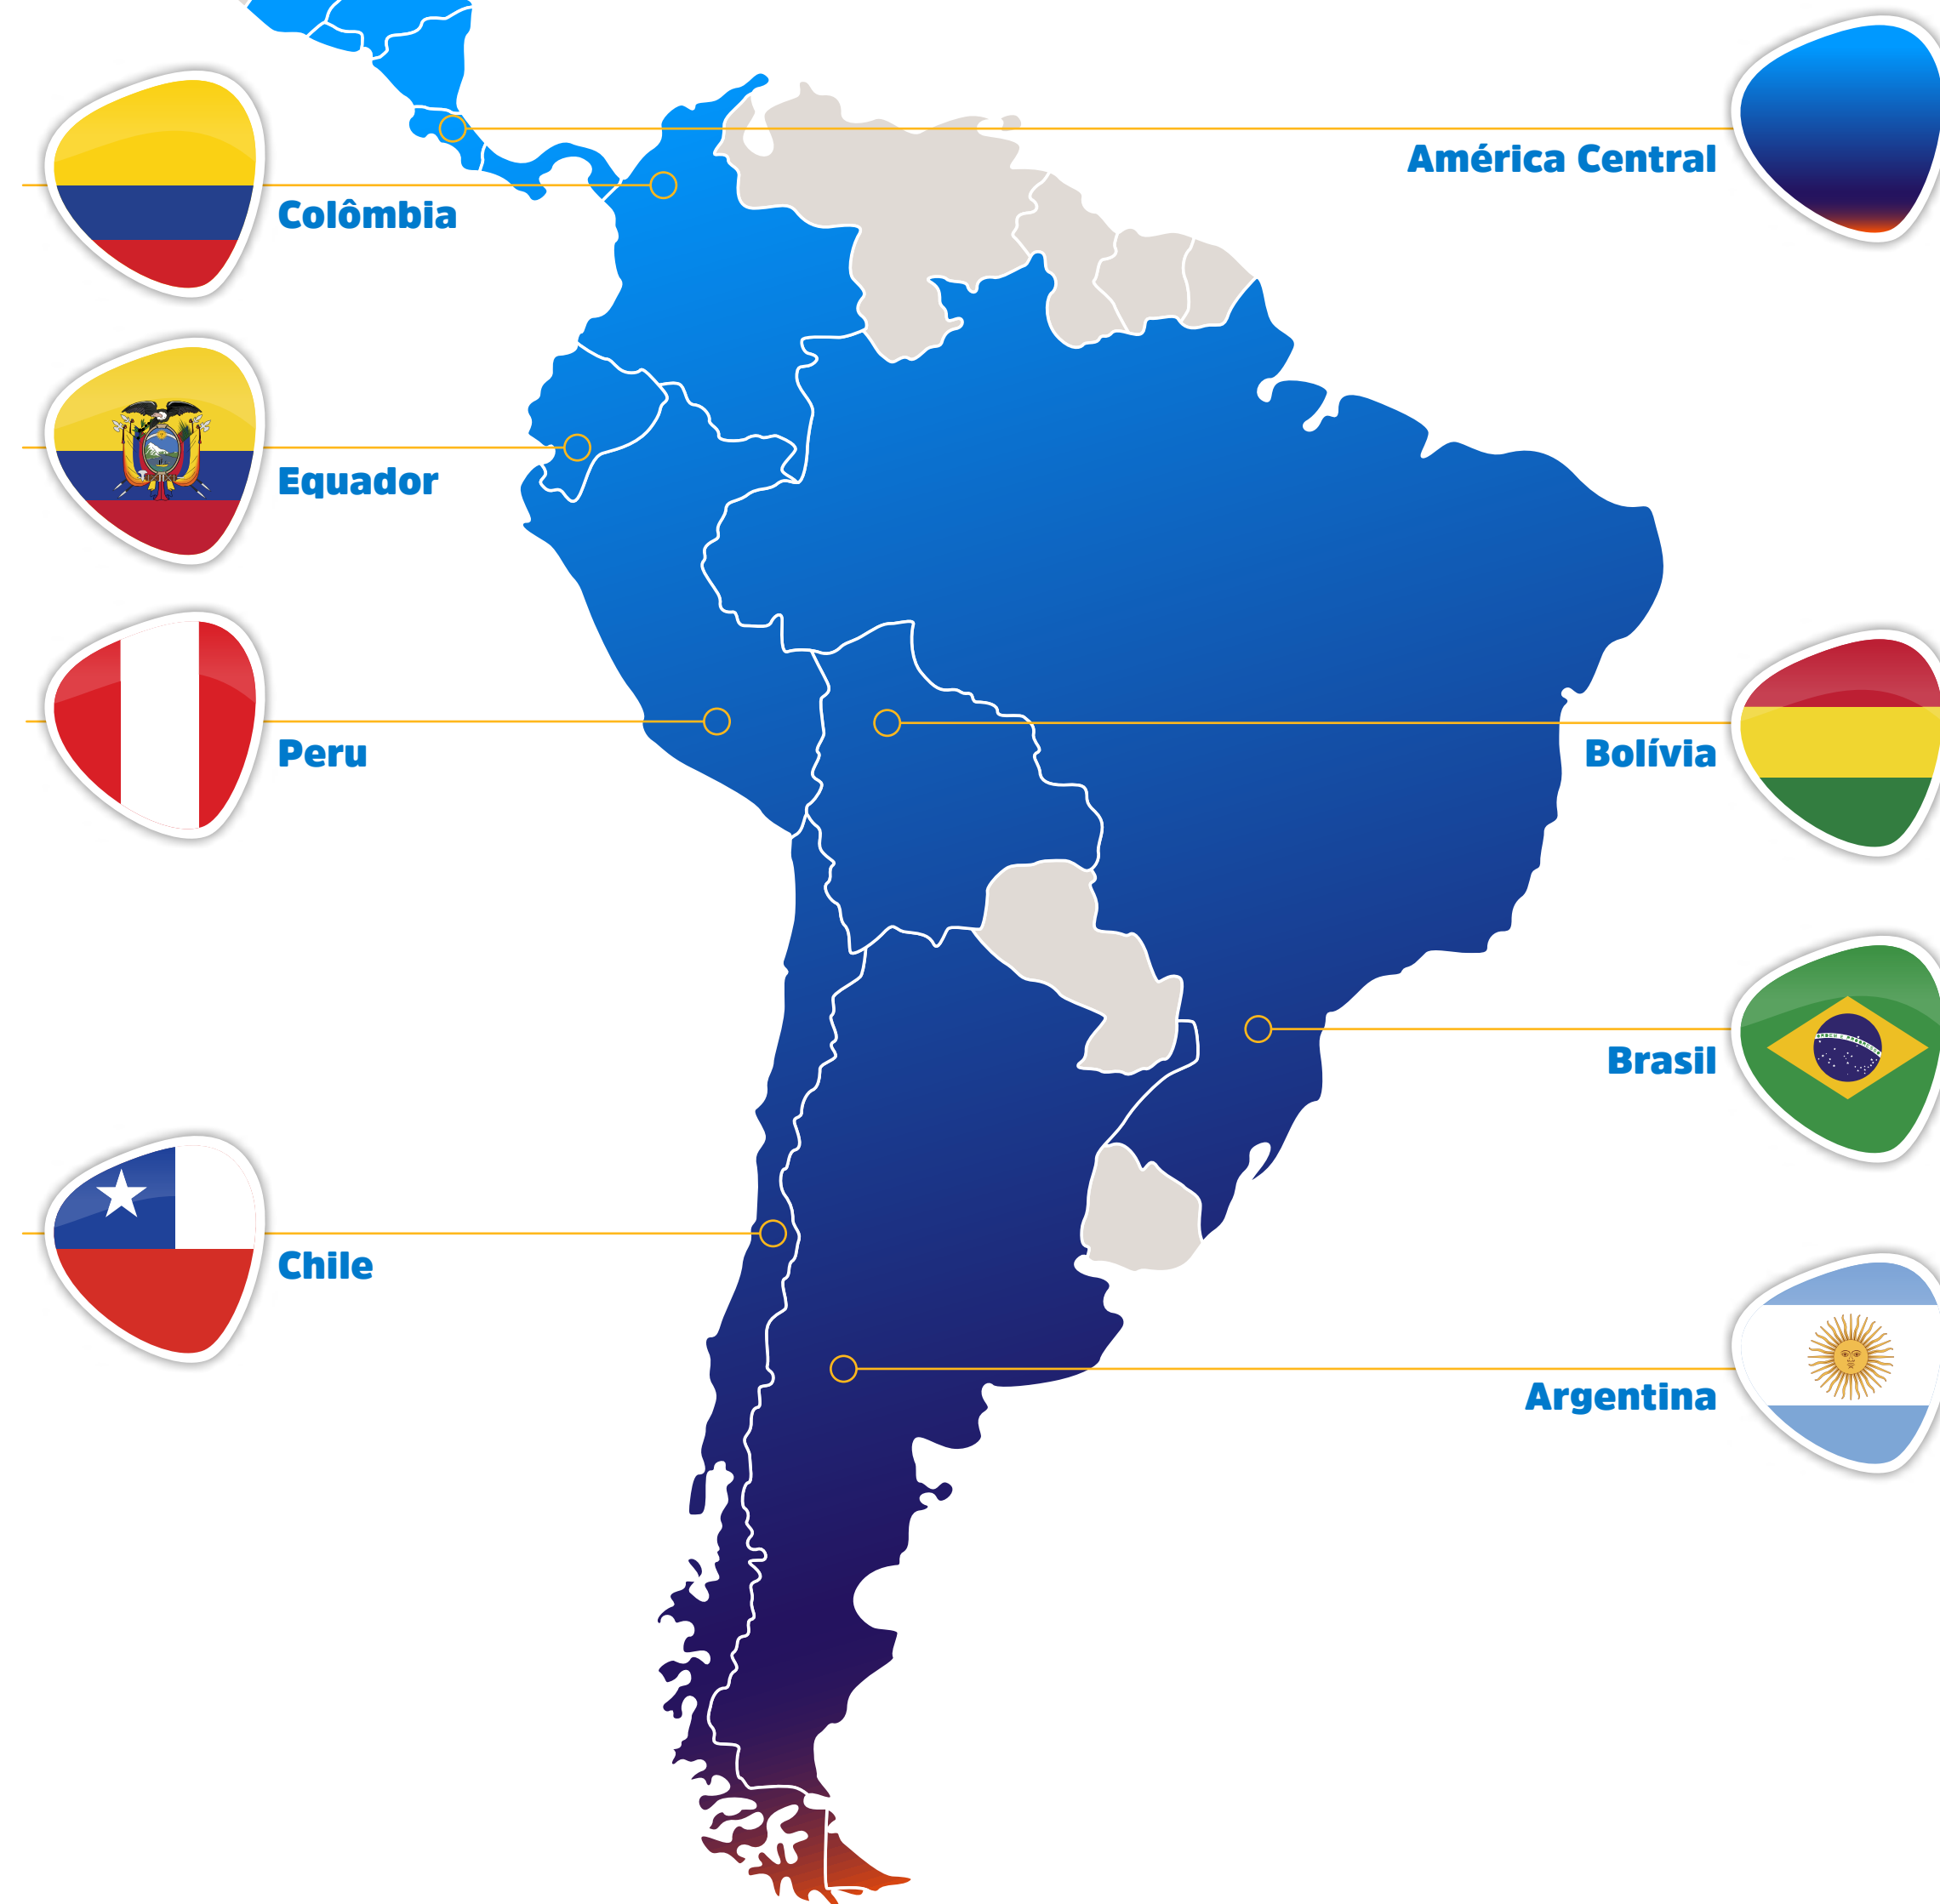 América Central
Colômbia
Equador
Peru
Bolívia
Brasil
Chile
Argentina